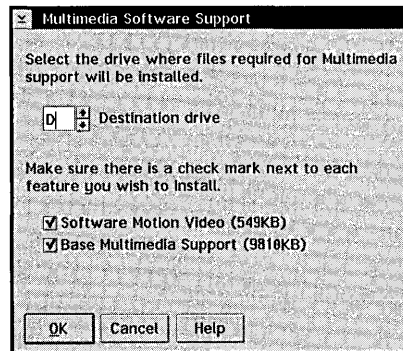 Multimedia Software Support
Select the drive where files required for Multimedia
support will be installed.
D Destination drive
Make sure there is a check mark next to each
feature you wish to install.
Software Motion Video (549KB)
Base Multimedia Support (9810KB)
OK Cancel Help